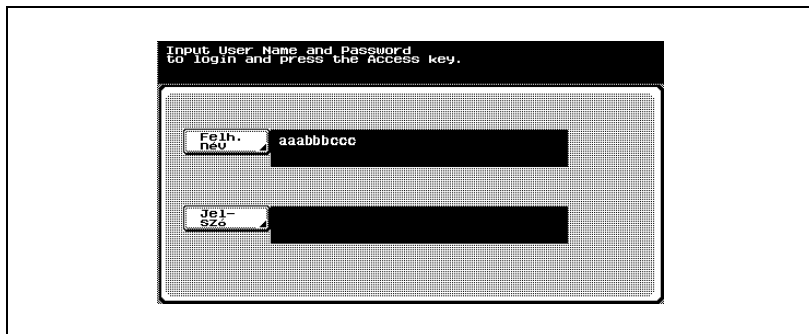 Input User Name and Password
to login and press the Access key.
Felh.
név
aaabbbccc
Jel-
szó